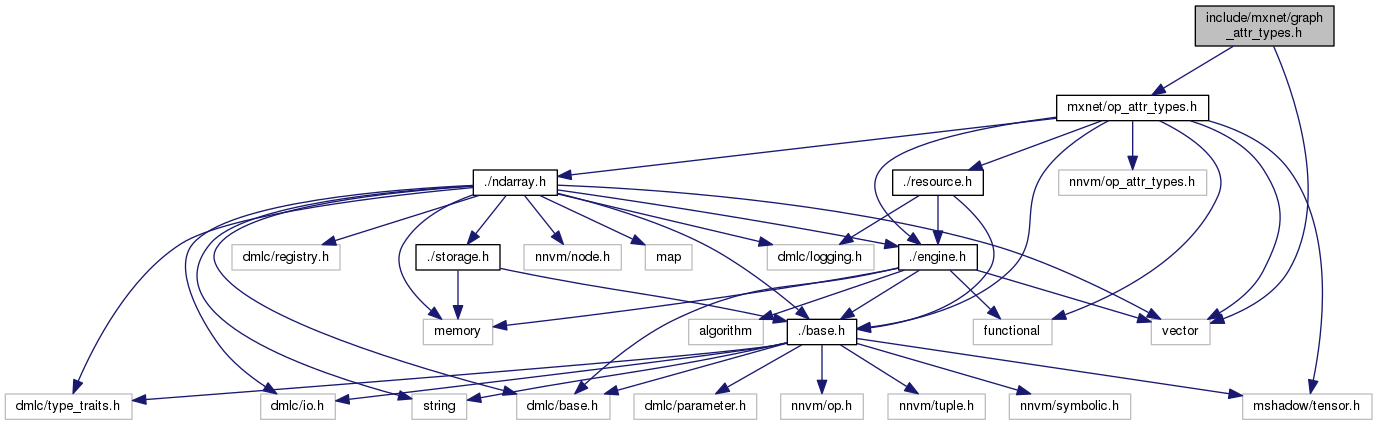 include/mxnet/graph
_attr_types.h
mxnet/op_attr_types.h
./ndarray.h
./resource.h
nnvm/op_attr_types.h
dmlc/registry.h
./storage.h
nnvm/node.h
map
dmlc/logging.h
./engine.h
memory
algorithm
./base.h
functional
vector
dmlc/type_traits.h
dmlc/io.h
string
dmlc/base.h
dmlc/parameter.h
nnvm/op.h
nnvm/tuple.h
nnvm/symbolic.h
mshadow/tensor.h